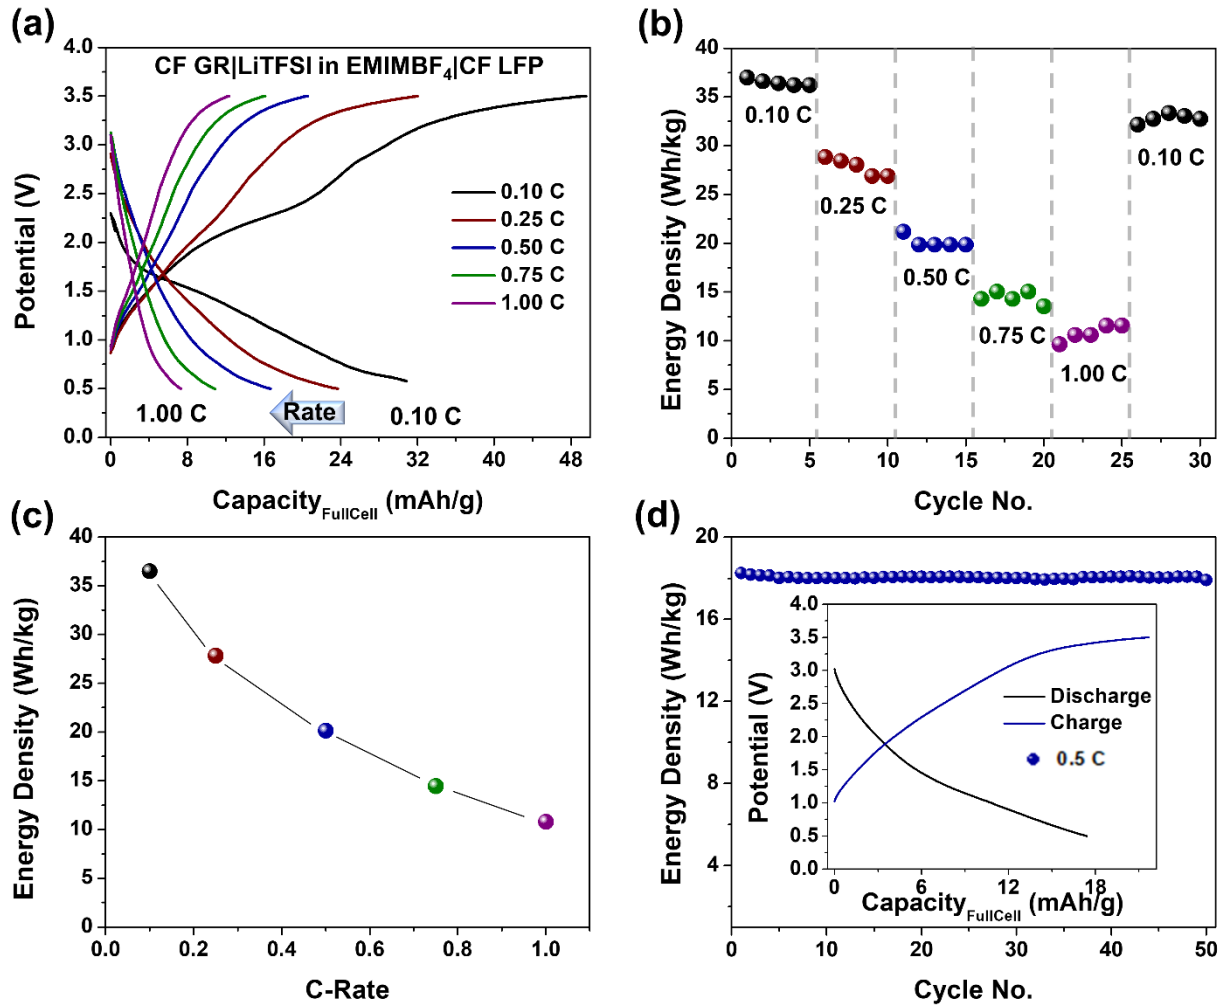 (a)
4.0
3.5
3.0
2.5
2.0
1.5
1.0
0.5
0.0
Potential (V)
CF GR|LiTFSI in EMIMBF4|CF LFP
0.10 C
0.25 C
0.50 C
0.75 C
1.00 C
1.00 C
Rate
0.10 C
0 8 16 24 32 40 48
CapacityFullCell (mAh/g)
(b)
40
35
30
25
20
15
10
5
0
Energy Density (Wh/kg)
0.10 C
0.25 C
0.50 C
0.75 C
1.00 C
0.10 C
0 5 10 15 20 25 30
Cycle No.
(c)
40
35
30
25
20
15
10
5
0
Energy Density (Wh/kg)
0.0 0.2 0.4 0.6 0.8 1.0
C-Rate
(d)
20
16
12
8
4
Energy Density (Wh/kg)
4.0
3.5
3.0
2.5
2.0
1.5
1.0
0.5
0.0
Potential (V)
Discharge
Charge
0.5 C
0 6 12 18
CapacityFullCell (mAh/g)
0 10 20 30 40 50
Cycle No.